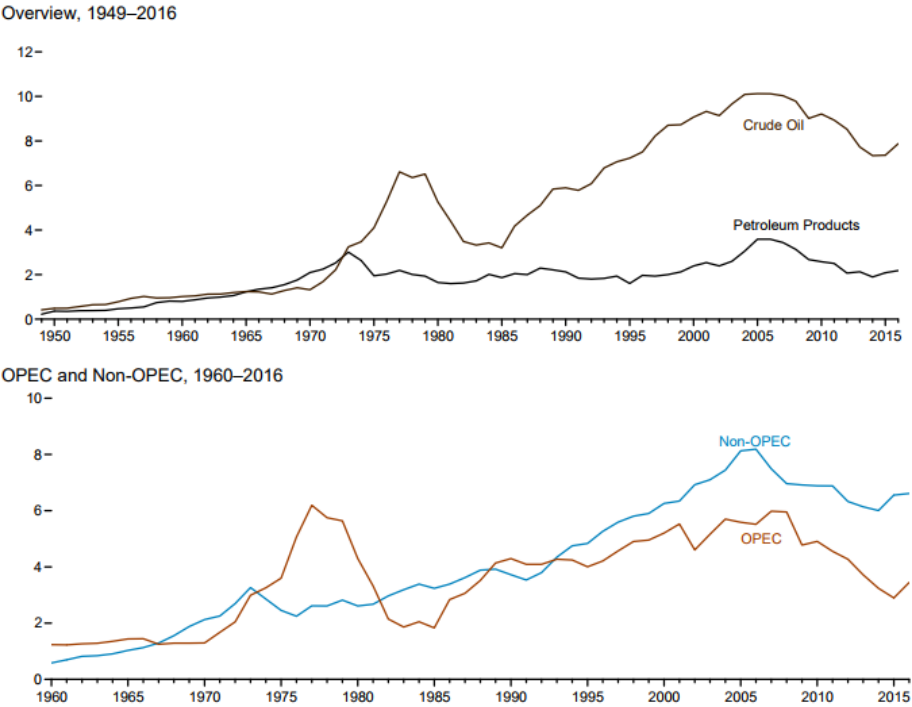 Overview, 1949–2016
12
10
Crude Oil
8
6
Petroleum Products
4
2
0
1950 1955 1960 1965 1970 1975 1980 1985 1990 1995 2000 2005 2010 2015
OPEC and Non-OPEC, 1960–2016
10
Non-OPEC
8
6
OPEC
4
2
0
1960 1965 1970 1975 1980 1985 1990 1995 2000 2005 2010 2015